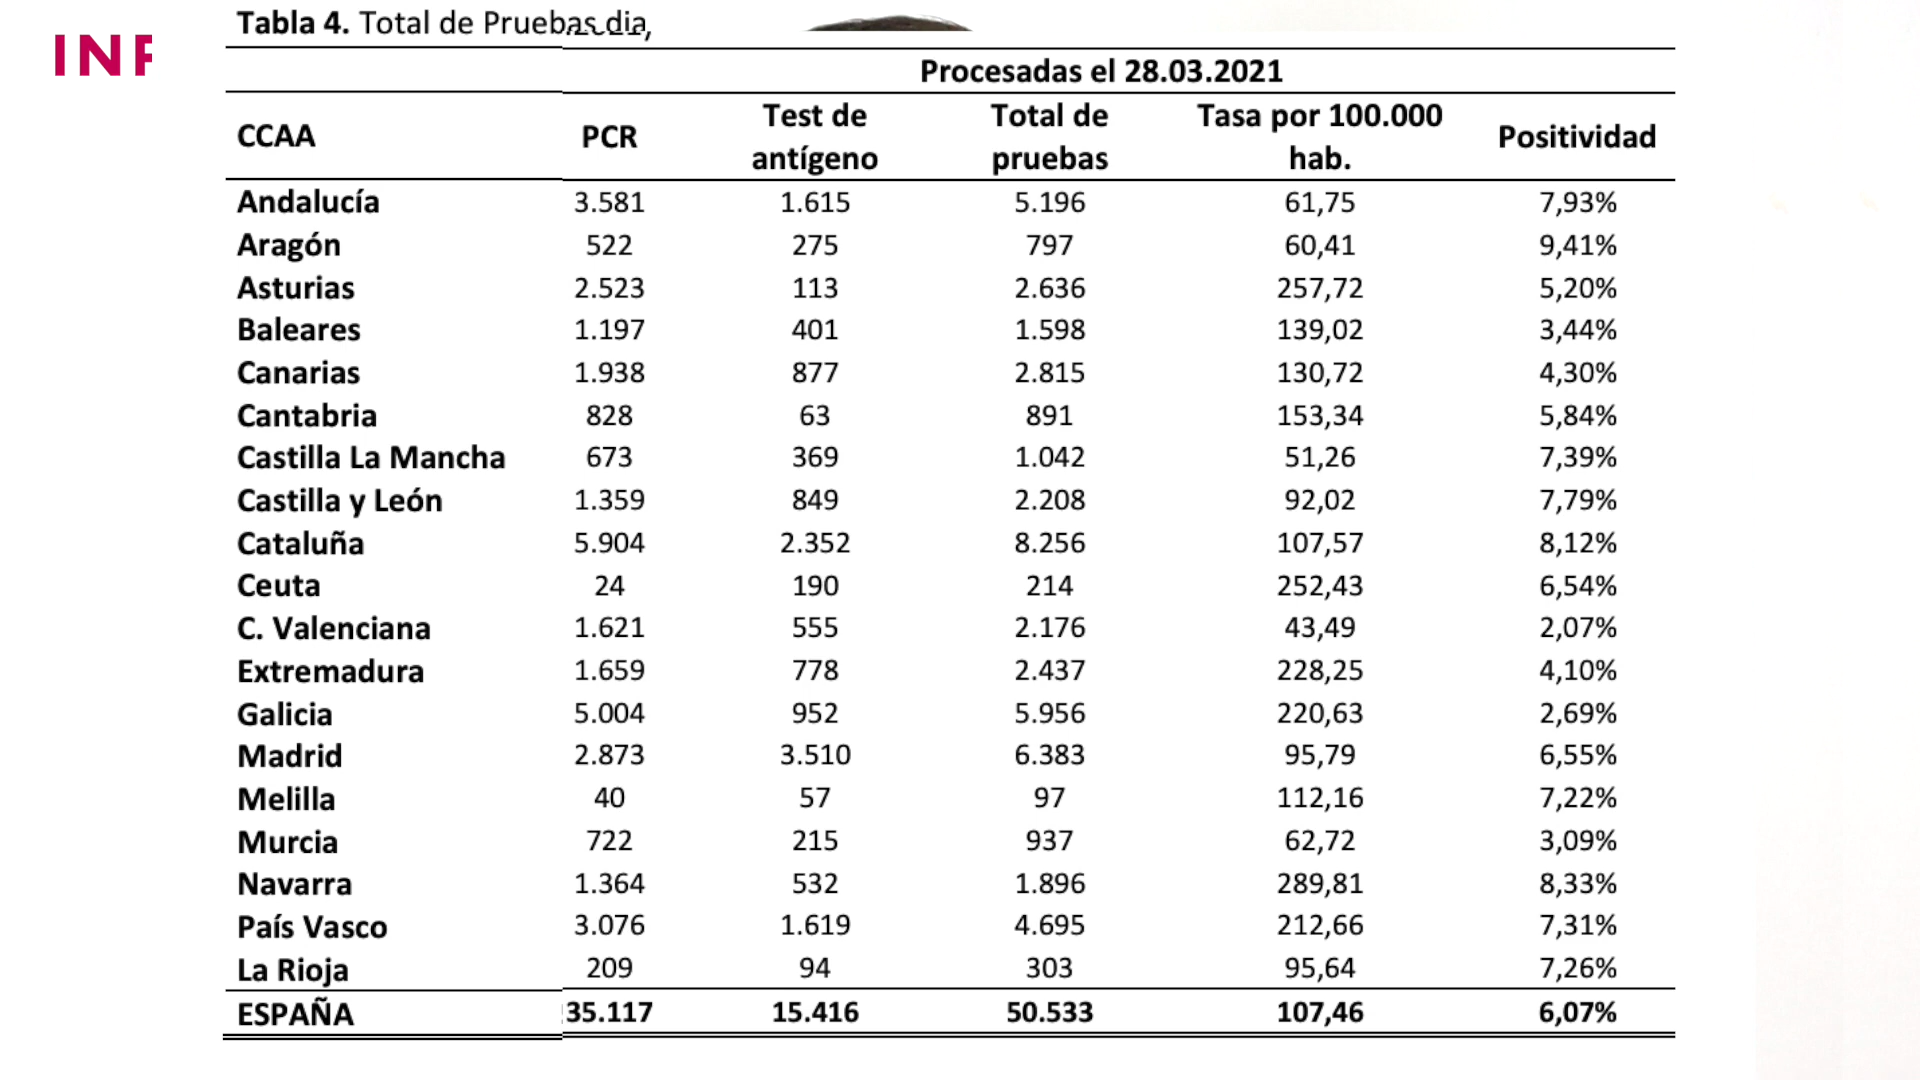 Tabla 4. Total de Pruebas dia,
INF
Procesadas el 28.03.2021
CCAA PCR Test de antígeno Total de pruebas Tasa por 100.000 hab. Positividad
Andalucía 3.581 1.615 5.196 61,75 7,93%
Aragón 522 275 797 60,41 9,41%
Asturias 2.523 113 2.636 257,72 5,20%
Baleares 1.197 401 1.598 139,02 3,44%
Canarias 1.938 877 2.815 130,72 4,30%
Cantabria 828 63 891 153,34 5,84%
Castilla La Mancha 673 369 1.042 51,26 7,39%
Castilla y León 1.359 849 2.208 92,02 7,79%
Cataluña 5.904 2.352 8.256 107,57 8,12%
Ceuta 24 190 214 252,43 6,54%
C. Valenciana 1.621 555 2.176 43,49 2,07%
Extremadura 1.659 778 2.437 228,25 4,10%
Galicia 5.004 952 5.956 220,63 2,69%
Madrid 2.873 3.510 6.383 95,79 6,55%
Melilla 40 57 97 112,16 7,22%
Murcia 722 215 937 62,72 3,09%
Navarra 1.364 532 1.896 289,81 8,33%
País Vasco 3.076 1.619 4.695 212,66 7,31%
La Rioja 209 94 303 95,64 7,26%
ESPAÑA 35.117 15.416 50.533 107,46 6,07%